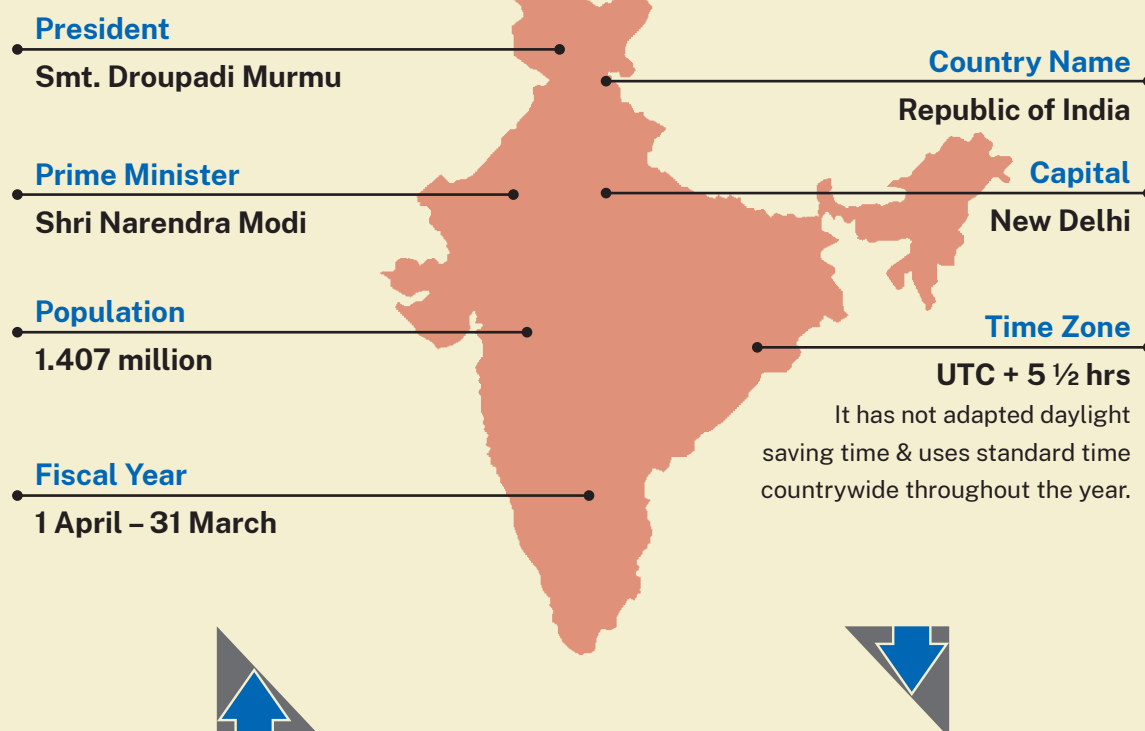 President
Smt. Droupadi Murmu
Prime Minister
Shri Narendra Modi
Population
1.407 million
Fiscal Year
1 April – 31 March
Country Name
Republic of India
Capital
New Delhi
Time Zone
UTC + 5 ½ hrs
It has not adapted daylight
saving time & uses standard time
countrywide throughout the year.